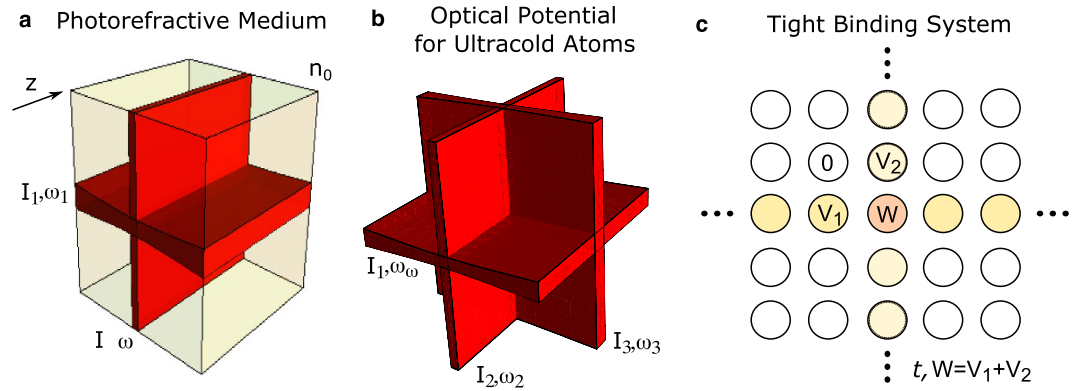 a Photorefractive Medium
z
n0
I1,ω1
I ω
b Optical Potential
for Ultracold Atoms
I1,ωω
I2,ω2
I3,ω3
c Tight Binding System
0
V2
V1
W
t, W=V1+V2